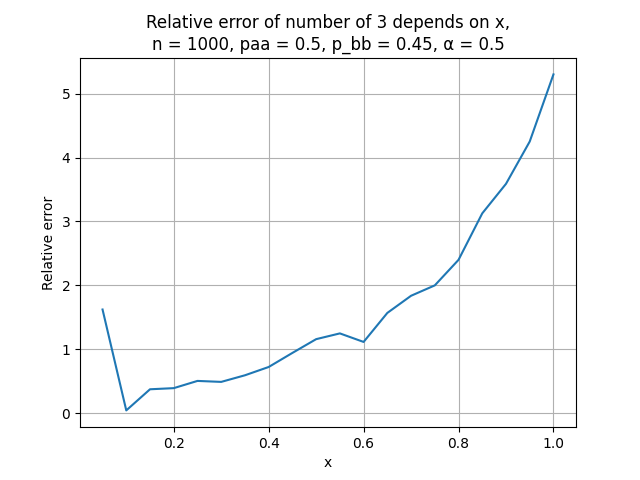 Relative error of number of 3 depends on x,
n = 1000, paa = 0.5, p_bb = 0.45, α = 0.5
5
4
3
2
1
0
Relative error
0.2 0.4 0.6 0.8 1.0
x